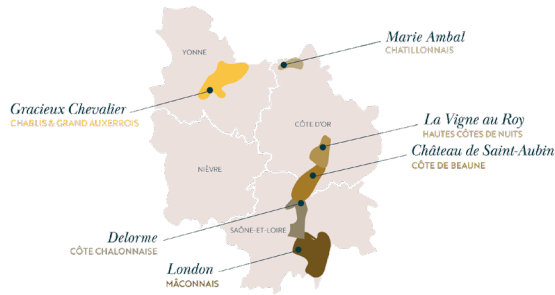 Marie Ambal
CHATILLONNAIS
YONNE
Gracieux Chevalier
CHABLIS & GRAND AUXERROIS
La Vigne au Roy
HAUTES CÔTES DE NUITS
CÔTE D'OR
Château de Saint-Aubin
CÔTE DE BEAUNE
NIÈVRE
Delorme
CÔTE CHALONNAISE
SAÔNE-ET-LOIRE
London
MÂCONNAIS